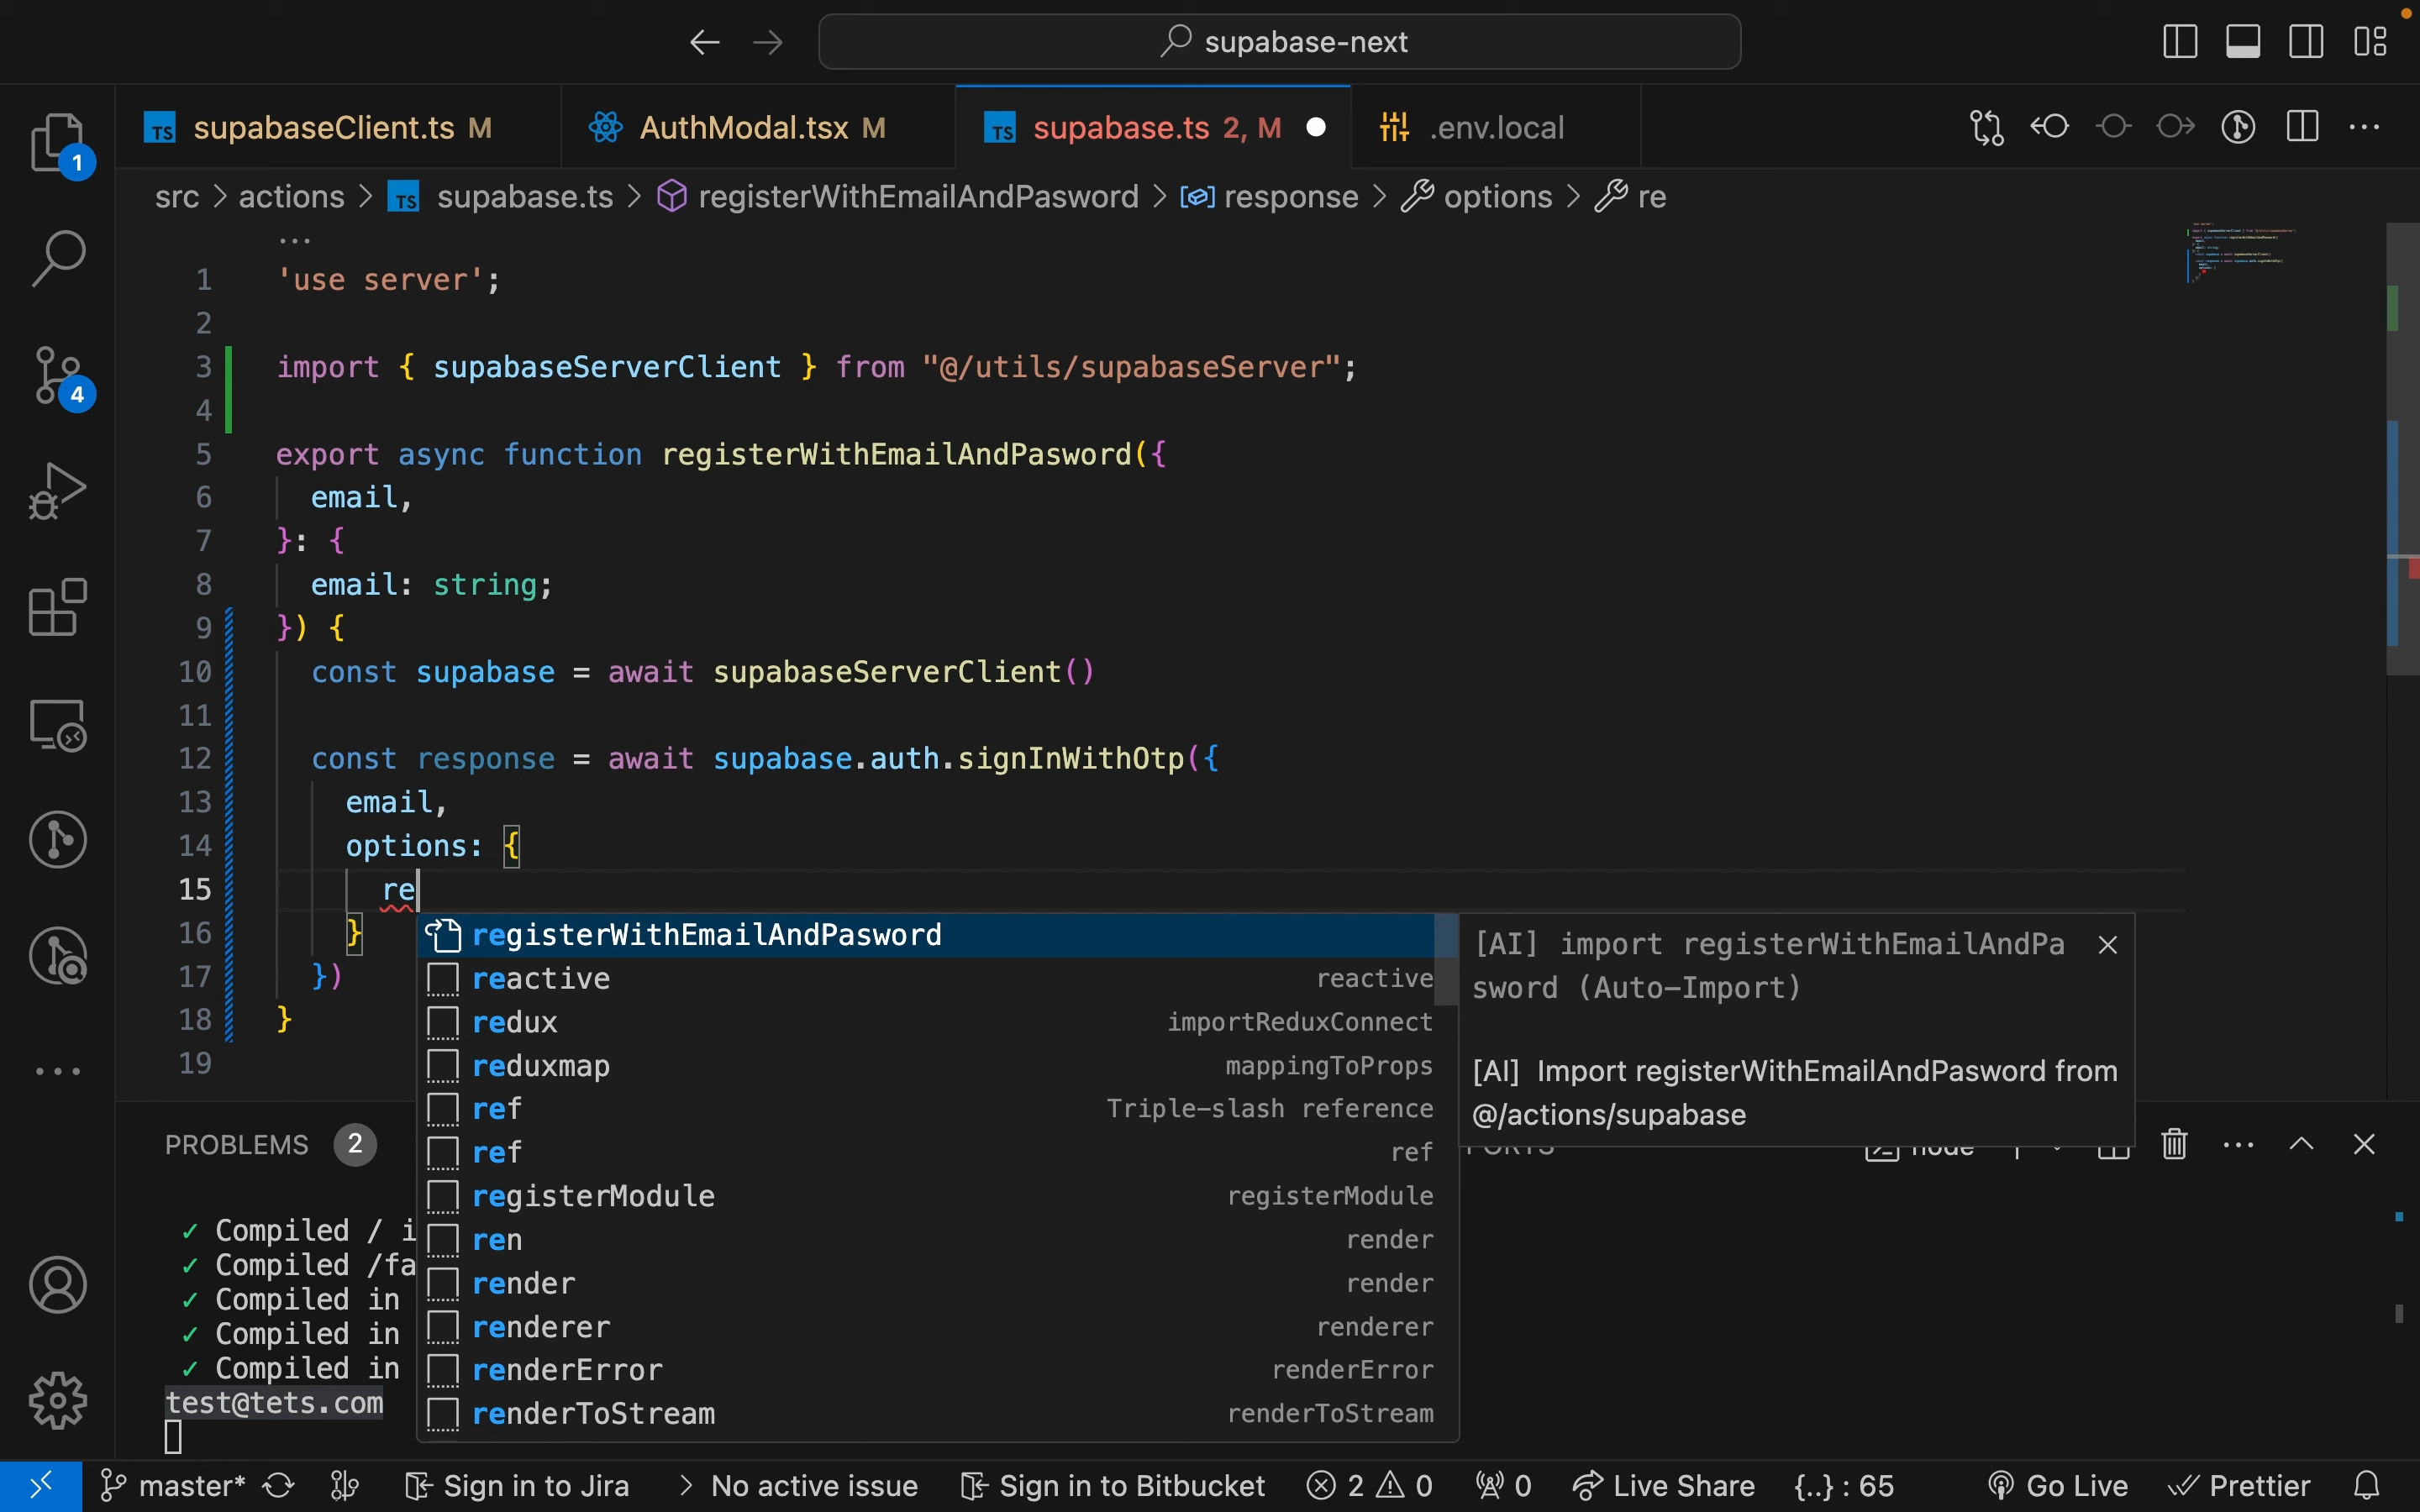 supabase-next
TS supabaseClient.ts M
AuthModal.tsx M
TS supabase.ts 2, M
.env.local
1
src > actions > TS supabase.ts > registerWithEmailAndPasword > response > options > re
...
1 'use server';
2
3 import { supabaseServerClient } from "@/utils/supabaseServer";
4
4
5 export async function registerWithEmailAndPasword({
6 email,
7 }: {
8 email: string;
9 }) {
10 const supabase = await supabaseServerClient()
11
12 const response = await supabase.auth.signInWithOtp({
13 email,
14 options: {
15 re
16 }
17 })
18 }
19
registerWithEmailAndPasword
reactive reactive
redux importReduxConnect
reduxmap mappingToProps
ref Triple-slash reference
ref ref
registerModule registerModule
ren render
render render
renderer renderer
renderError renderError
renderToStream renderToStream
[AI] import registerWithEmailAndPa
sword (Auto-Import)
[AI] Import registerWithEmailAndPasword from
@/actions/supabase
PROBLEMS 2
✓ Compiled / i
✓ Compiled /fa
✓ Compiled in
✓ Compiled in
✓ Compiled in
test@tets.com
master* Sign in to Jira > No active issue Sign in to Bitbucket 2 0 0 Live Share {..} : 65 Go Live Prettier